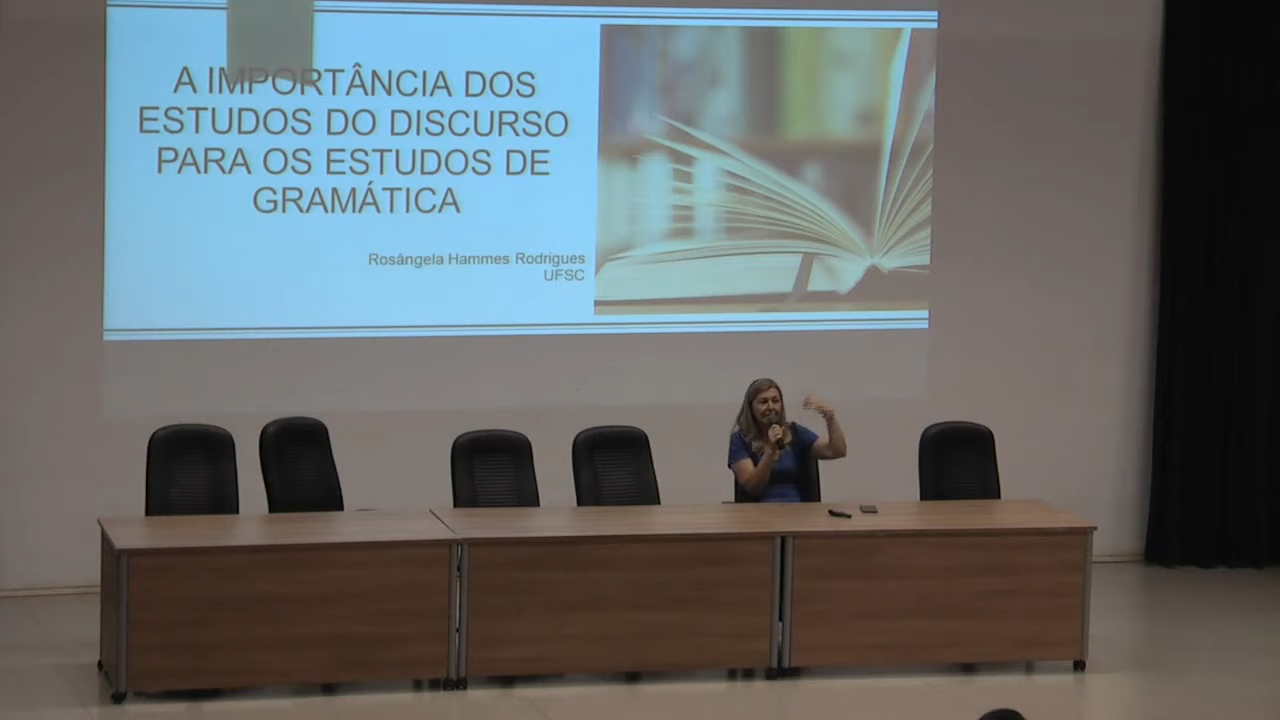 A IMPORTÂNCIA DOS
ESTUDOS DO DISCURSO
PARA OS ESTUDOS DE
GRAMÁTICA
Rosângela Hammes Rodrigues
UFSC